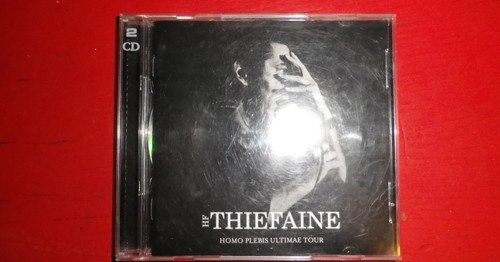 2
CD
HF THIEFAINE
HOMO PLEBIS ULTIMAE TOUR